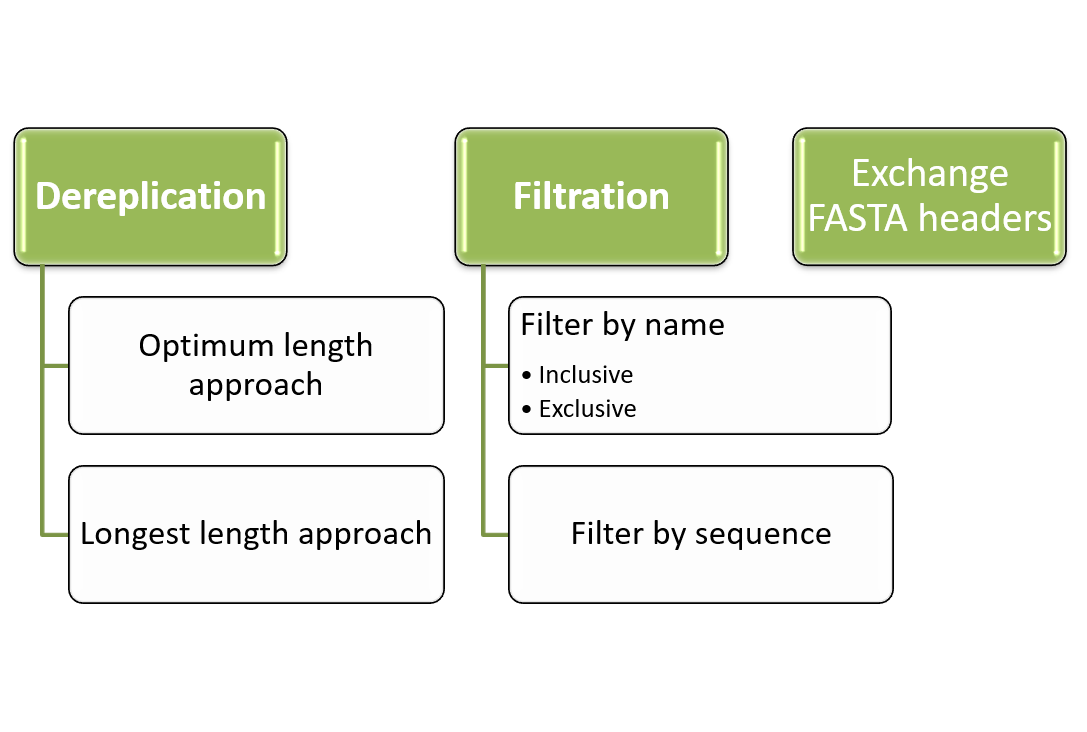 Dereplication
Optimum length
approach
Longest length approach
Filtration
Filter by name
• Inclusive
• Exclusive
Filter by sequence
Exchange
FASTA headers